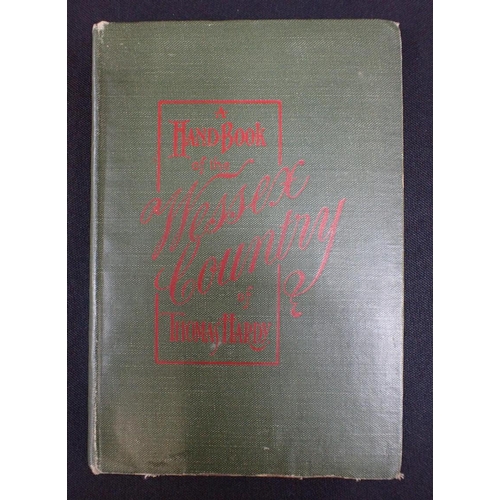 A
HAND BOOK
of the
Wessex
Country
of
THOMAS HARDY